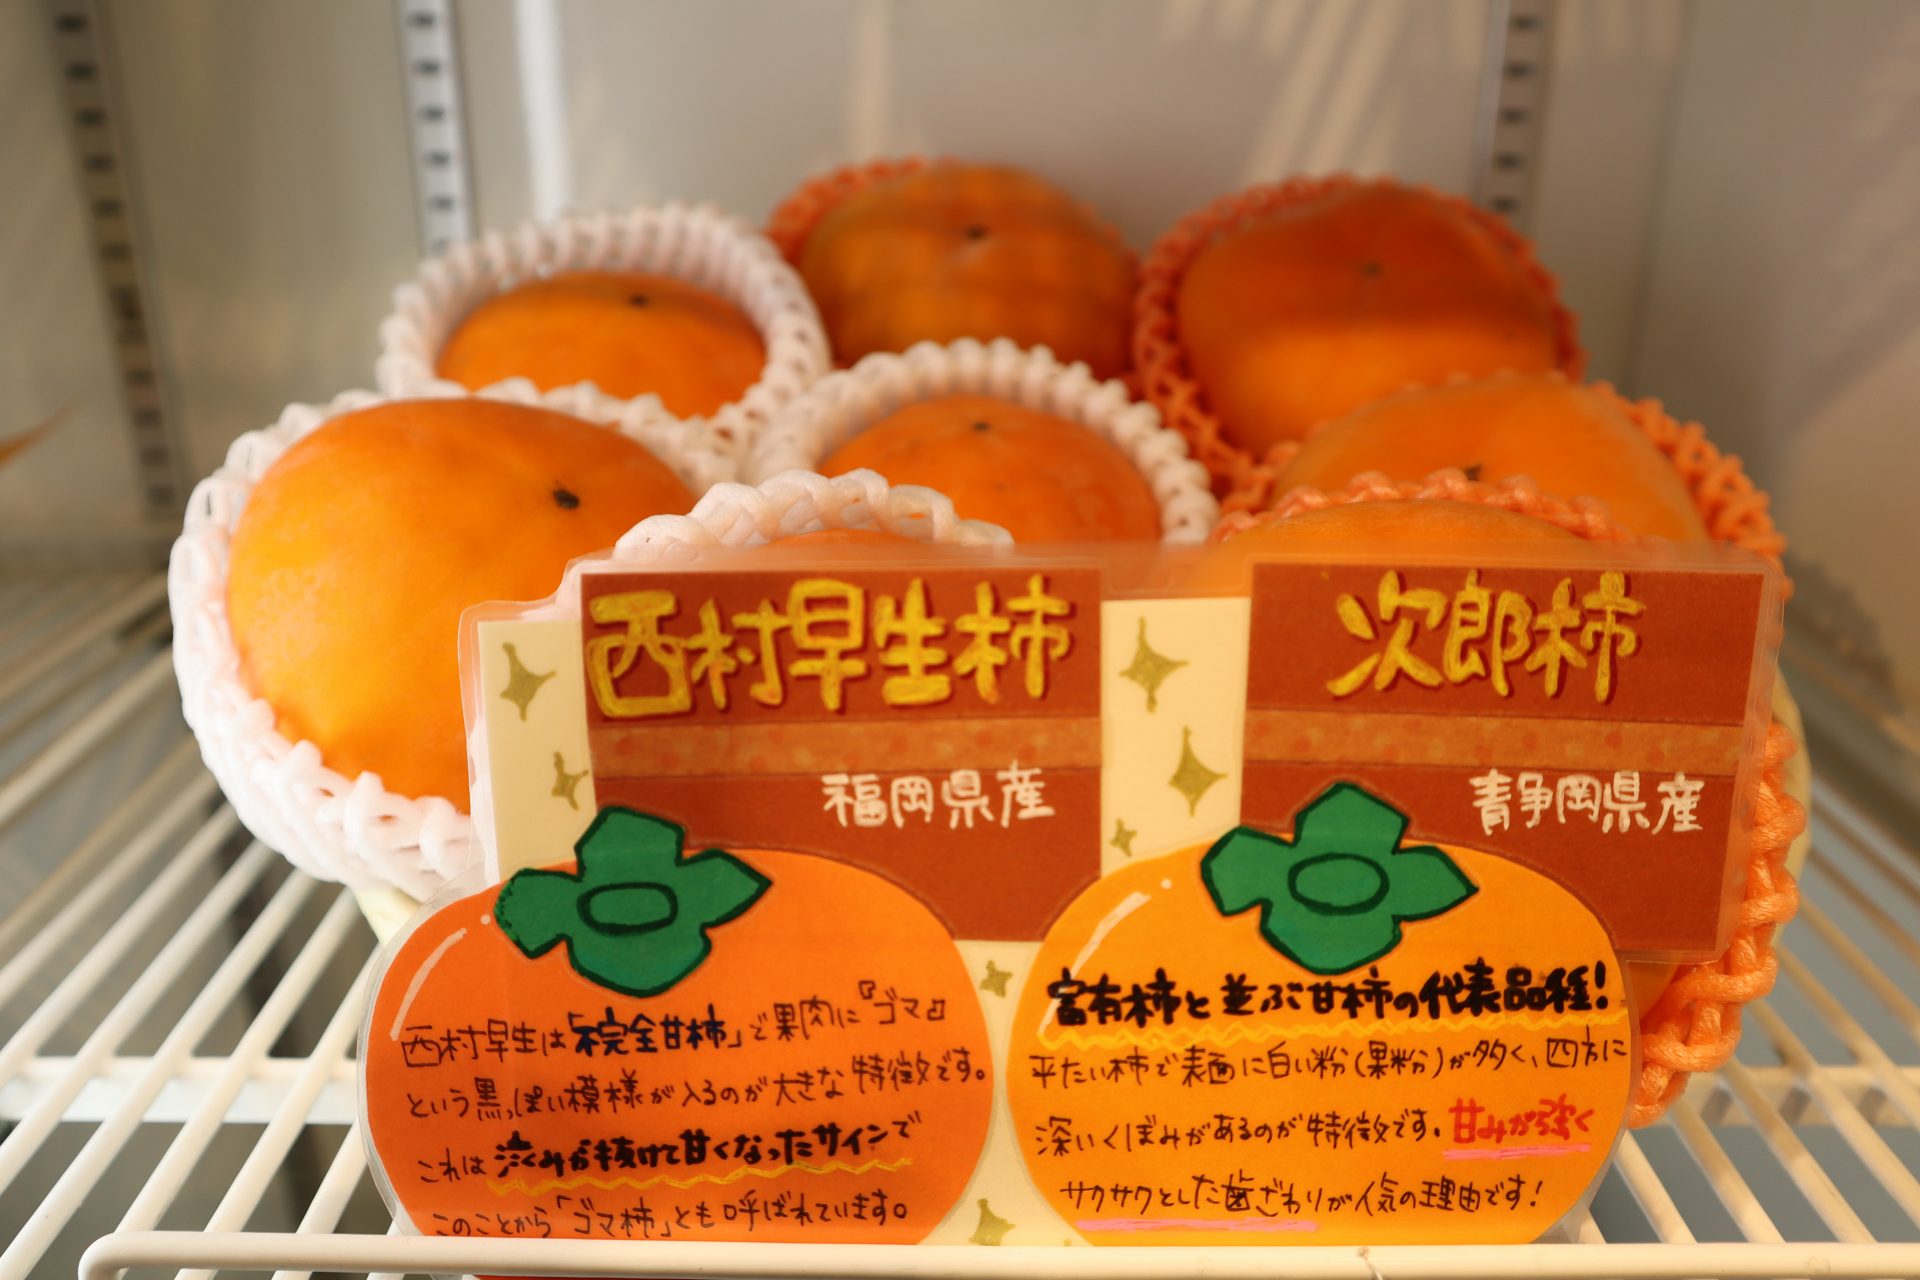 西村早生柿
福岡県産
西村早生は「不完全甘柿」で果肉に『ゴマ』
という黒っぽい模様が入るのが大きな特徴です。
これは渋みが抜けて甘くなったサインで
このことから「ゴマ柿」とも呼ばれています。
次郎柿
静岡県産
富有柿と並ぶ甘柿の代表品種!
平たい柿で表面に白い粉(果粉)が多く、四方に
深いくぼみがあるのが特徴です。甘みが強く
サクサクとした歯ざわりが人気の理由です!